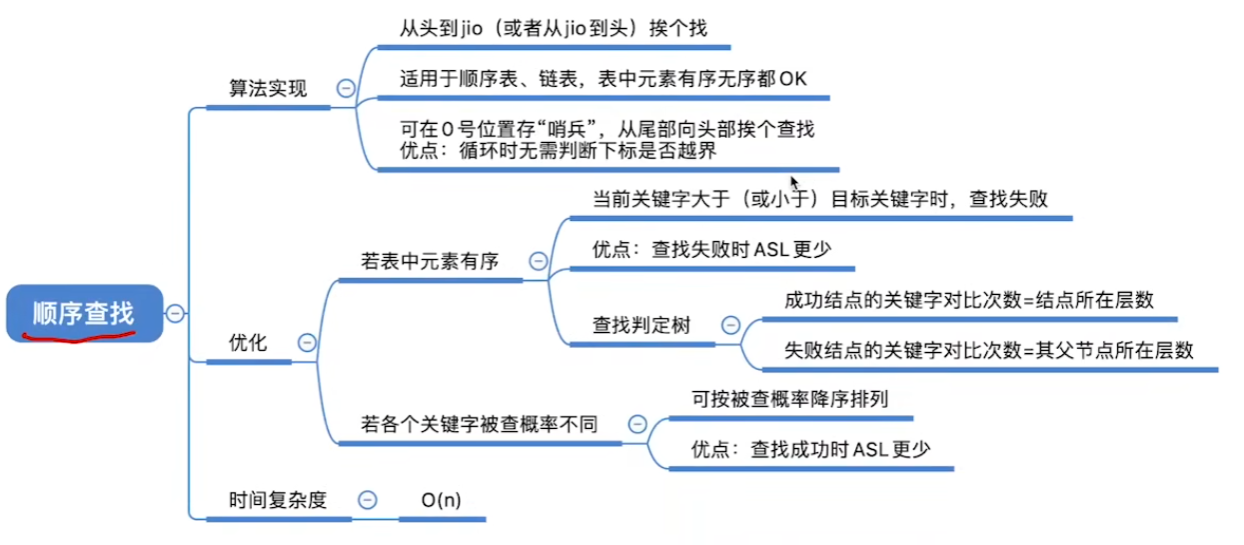 顺序查找
算法实现
从头到jio（或者从jio到头）挨个找
适用于顺序表、链表，表中元素有序无序都OK
可在0号位置存“哨兵”，从尾部向头部挨个查找
优点：循环时无需判断下标是否越界
优化
若表中元素有序
当前关键字大于（或小于）目标关键字时，查找失败
优点：查找失败时ASL更少
查找判定树
成功结点的关键字对比次数=结点所在层数
失败结点的关键字对比次数=其父节点所在层数
若各个关键字被查概率不同
可按被查概率降序排列
优点：查找成功时ASL更少
时间复杂度
O(n)